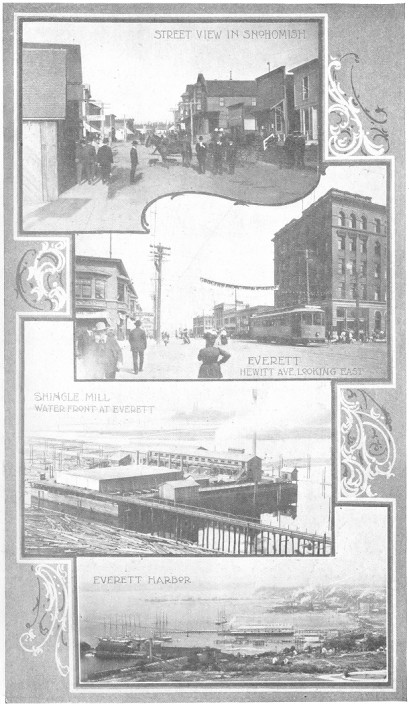 STREET VIEW IN SNOHOMISH
EVERETT
HEWITT AVE. LOOKING EAST
SHINGLE MILL
WATER FRONT AT EVERETT
EVERETT HARBOR